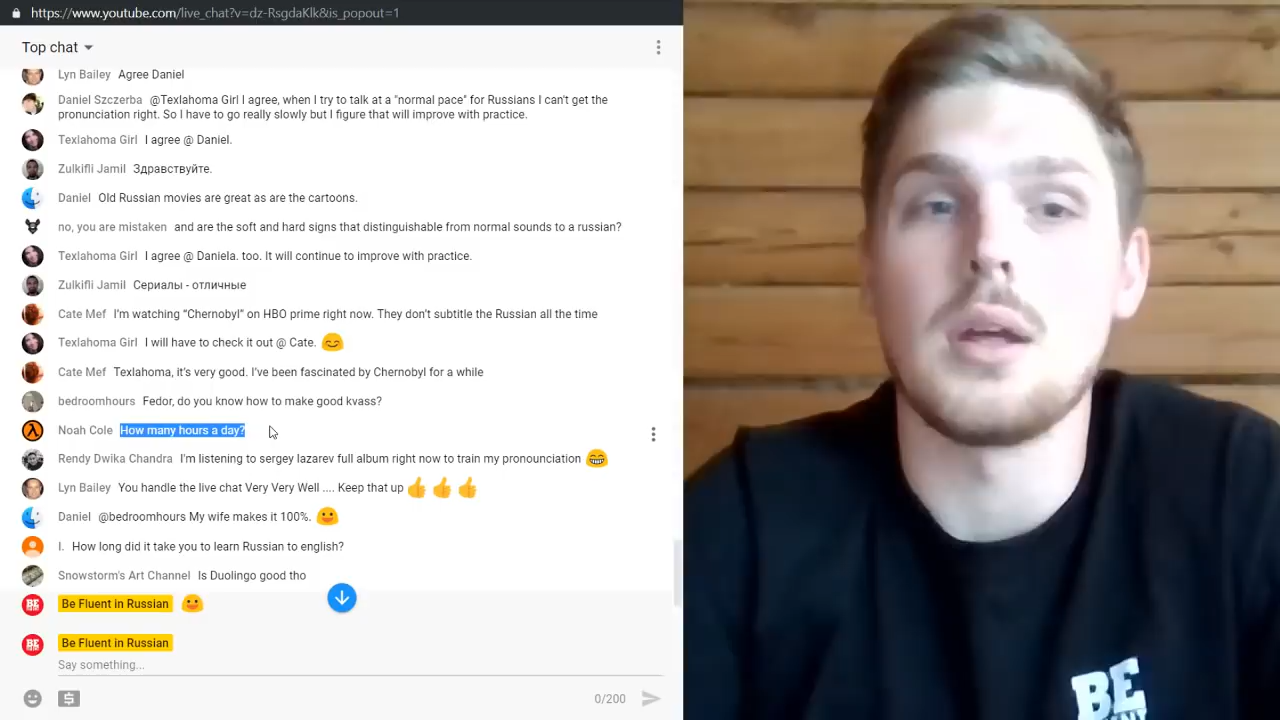 https://www.youtube.com/live_chat?v=dz-RsgdaKlk&is_popout=1
Top chat
Lyn Bailey Agree Daniel
Daniel Szczerba @Texlahoma Girl I agree, when I try to talk at a "normal pace" for Russians I can't get the
pronunciation right. So I have to go really slowly but I figure that will improve with practice.
Texlahoma Girl I agree @ Daniel.
Zulkifli Jamil Здравствуйте.
Daniel Old Russian movies are great as are the cartoons.
no, you are mistaken and are the soft and hard signs that distinguishable from normal sounds to a russian?
Texlahoma Girl I agree @ Daniela. too. It will continue to improve with practice.
Zulkifli Jamil Сериалы - отличные
Cate Mef I'm watching “Chernobyl” on HBO prime right now. They don't subtitle the Russian all the time
Texlahoma Girl I will have to check it out @ Cate. 😊
Cate Mef Texlahoma, it's very good. I've been fascinated by Chernobyl for a while
bedroomhours Fedor, do you know how to make good kvass?
Noah Cole How many hours a day?
Rendy Dwika Chandra I'm listening to sergey lazarev full album right now to train my pronounciation 😁
Lyn Bailey You handle the live chat Very Very Well .... Keep that up 👍 👍 👍
Daniel @bedroomhours My wife makes it 100%. 😃
I. How long did it take you to learn Russian to english?
Snowstorm's Art Channel Is Duolingo good tho
BE Be Fluent in Russian 😃
BE Be Fluent in Russian
Say something...
0/200
BE